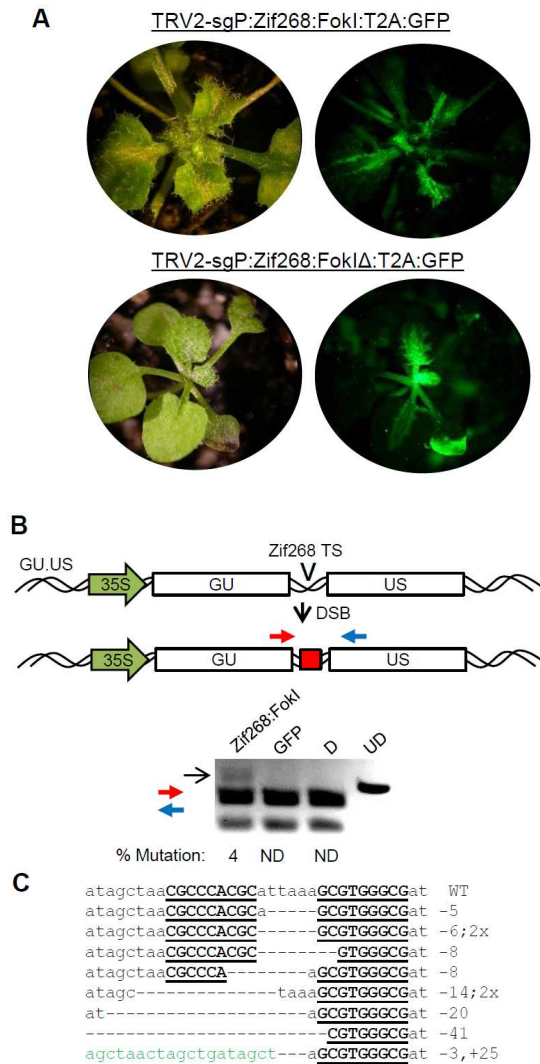 A
TRV2-sgP:Zif268:FokI:T2A:GFP
TRV2-sgP:Zif268:FokIΔ:T2A:GFP
B
Zif268 TS
GU.US
35S
GU
US
DSB
35S
GU
US
Zif268:FokI GFP D UD
% Mutation: 4 ND ND
C
atagctaaCGCCCACGCattaaaGCGTGGGCGat WT
atagctaaCGCCCACGCa-----GCGTGGGCGat -5
atagctaaCGCCCACGC------GCGTGGGCGat -6;2x
atagctaaCGCCCACGC--------GTGGGCGat -8
atagctaaCGCCCA--------aGCGTGGGCGat -8
atagc--------------taaaGCGTGGGCGat -14;2x
at--------------------aGCGTGGGCGat -20
------------------------CGTGGGCGat -41
agctaactagctgatagct---aGCGTGGGCGat -3,+25